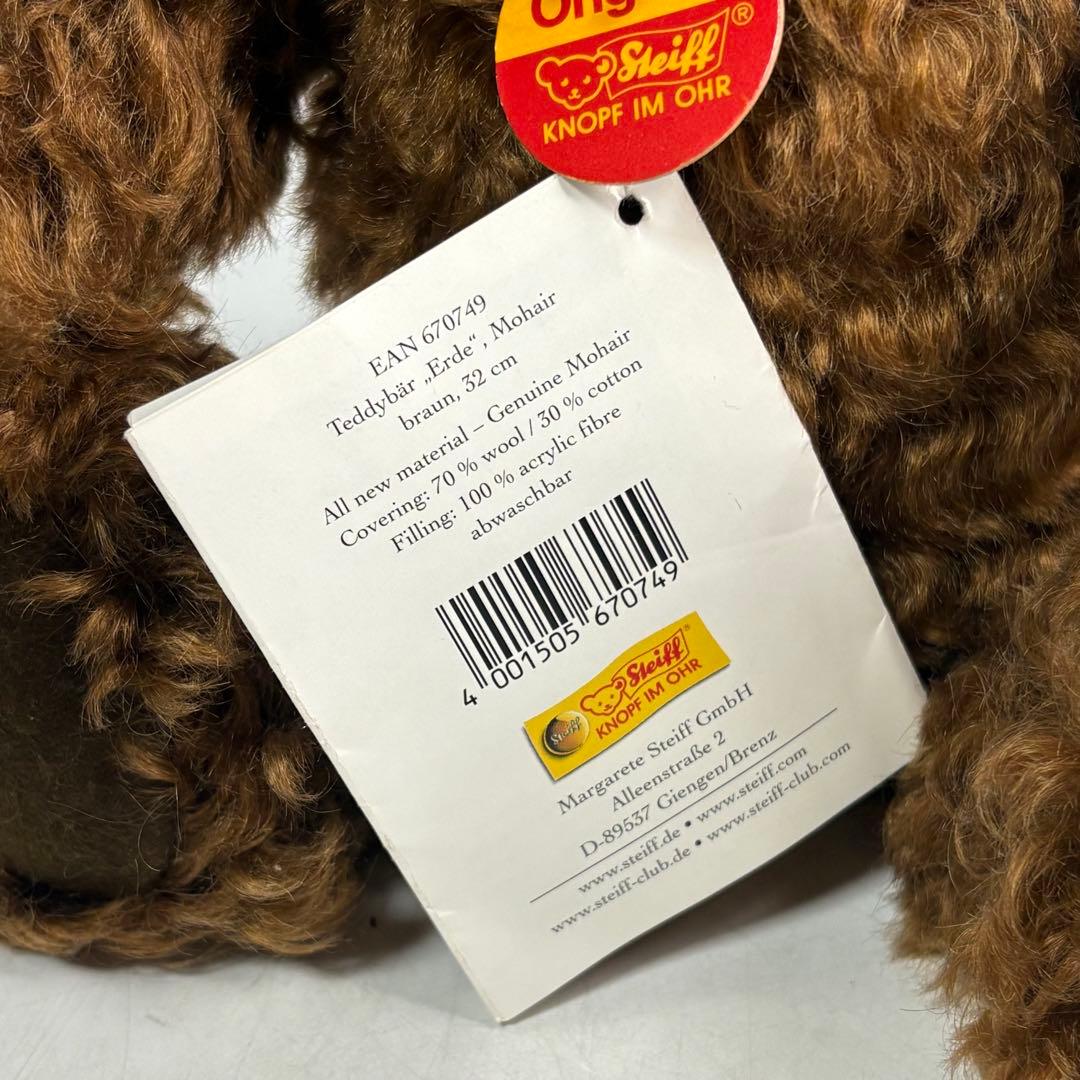 Steiff®
KNOPF IM OHR
EAN 670749
Teddybär „Erde“, Mohair
braun, 32 cm
All new material – Genuine Mohair
Covering: 70 % wool / 30 % cotton
Filling: 100 % acrylic fibre
abwaschbar
4 001505 670749
Steiff®
KNOPF IM OHR
Steiff
Margarete Steiff GmbH
Alleenstraße 2
D-89537 Giengen/Brenz
www.steiff.de • www.steiff.com
www.steiff-club.de • www.steiff-club.com